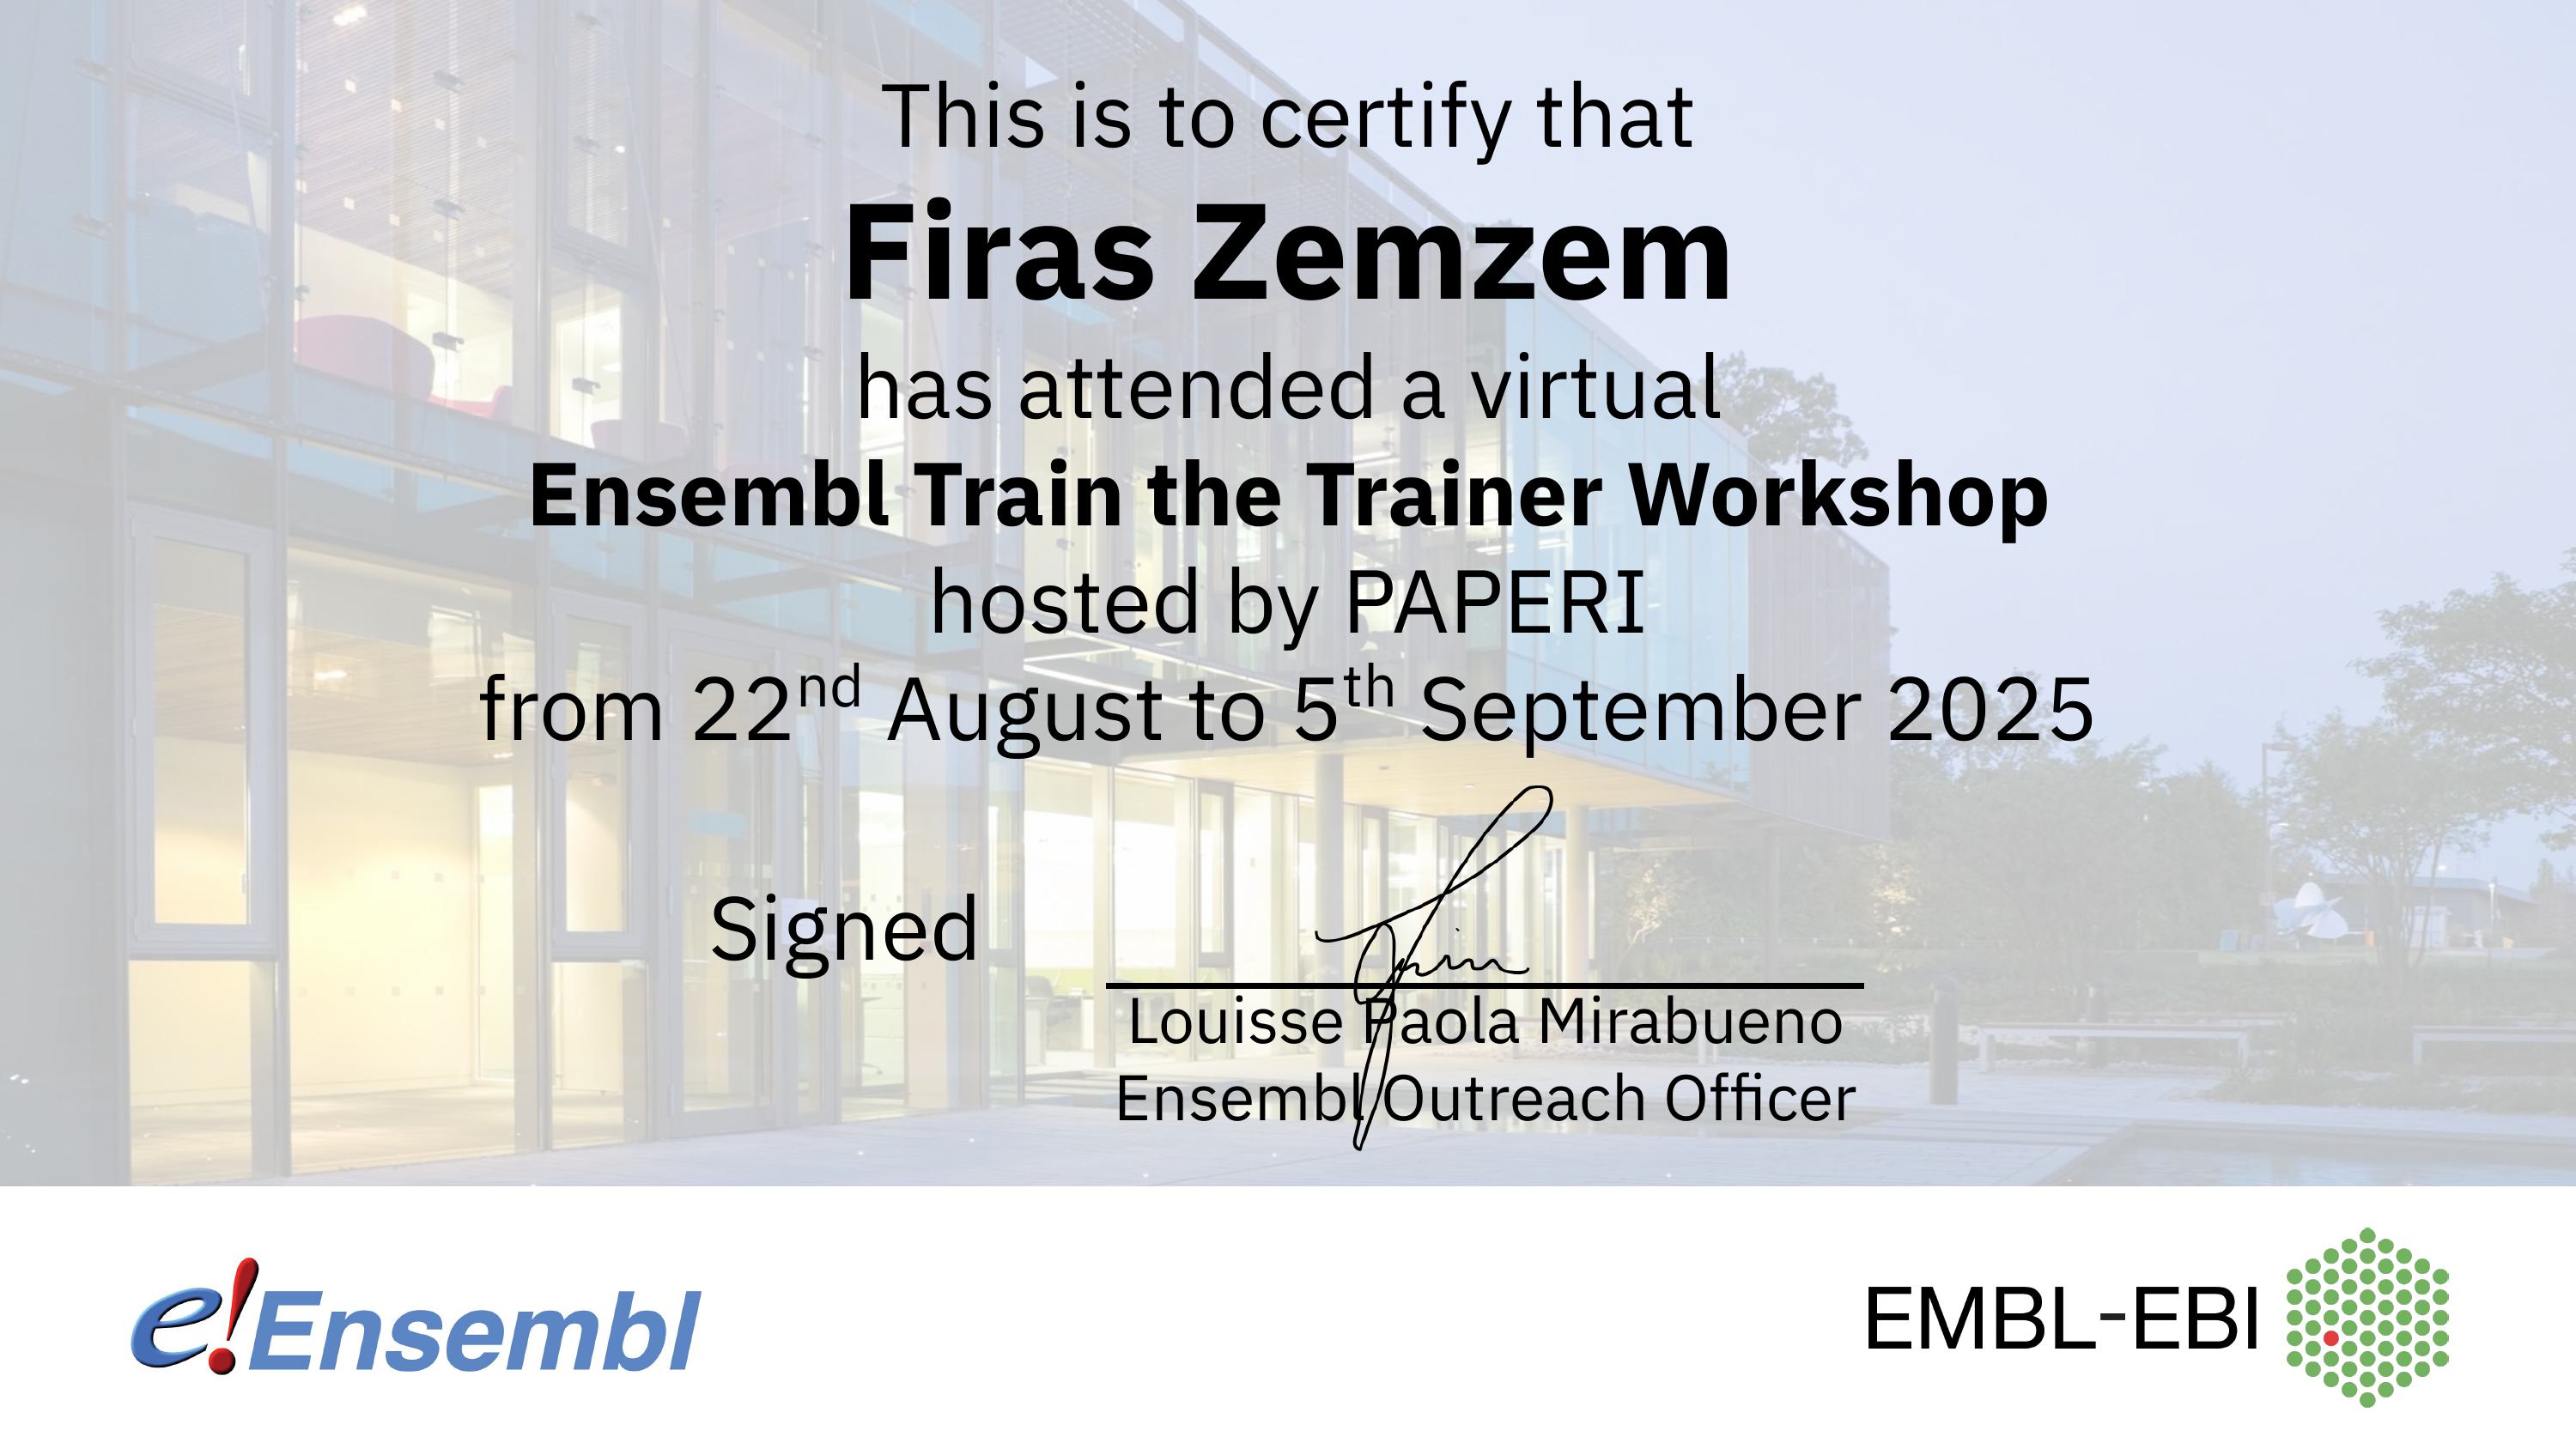 This is to certify that
Firas Zemzem
has attended a virtual
Ensembl Train the Trainer Workshop
hosted by PAPERI
from 22nd August to 5th September 2025
Signed
Louisse Paola Mirabueno
Ensembl Outreach Officer
e!Ensembl
EMBL-EBI